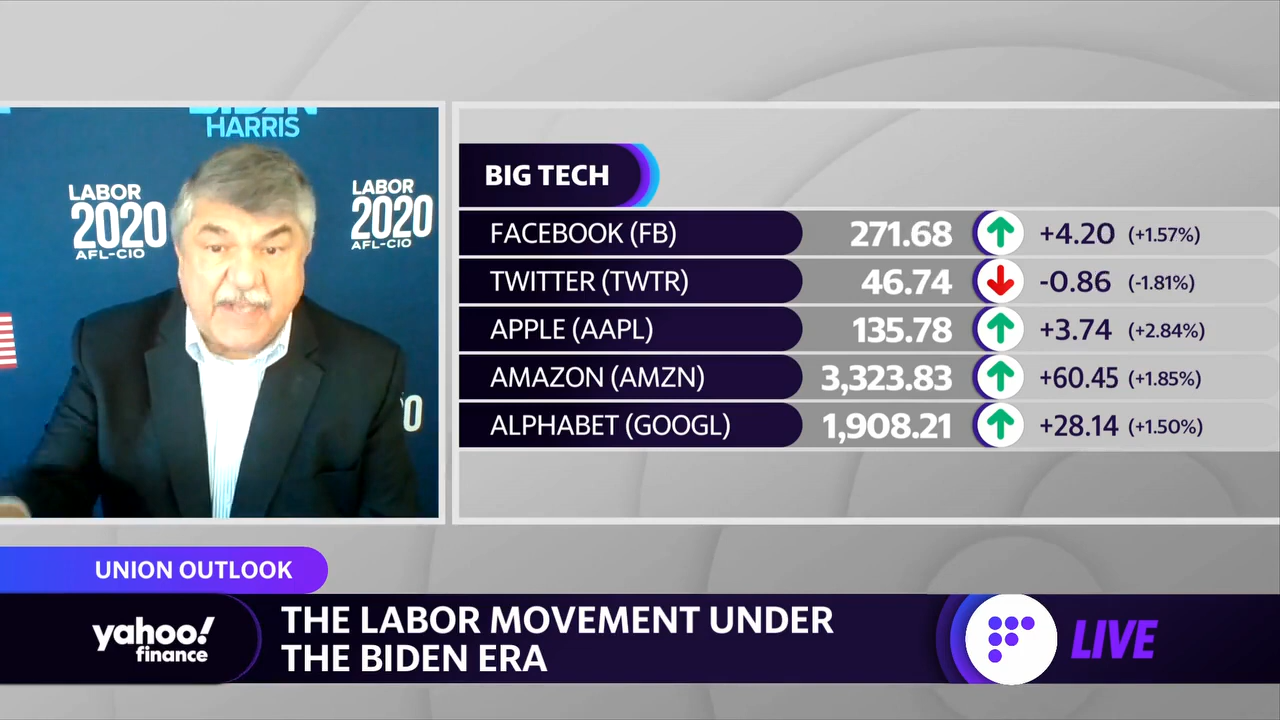 BIDEN
HARRIS
LABOR
2020
AFL-CIO
LABOR
2020
AFL-CIO
BIG TECH
FACEBOOK (FB) 271.68 +4.20 (+1.57%)
TWITTER (TWTR) 46.74 -0.86 (-1.81%)
APPLE (AAPL) 135.78 +3.74 (+2.84%)
AMAZON (AMZN) 3,323.83 +60.45 (+1.85%)
ALPHABET (GOOGL) 1,908.21 +28.14 (+1.50%)
UNION OUTLOOK
yahoo!
finance
THE LABOR MOVEMENT UNDER
THE BIDEN ERA
LIVE